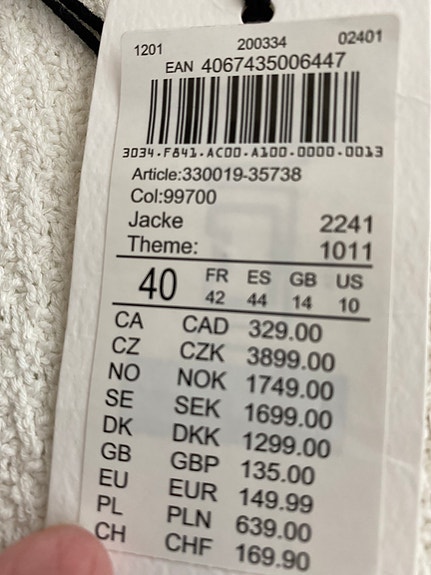 1201 200334 02401
EAN 4067435006447
3034.F841.AC00.A100.0000.0013
Article:330019-35738
Col:99700
Jacke 2241
Theme: 1011
40 FR ES GB US
42 44 14 10
CA CAD 329.00
CZ CZK 3899.00
NO NOK 1749.00
SE SEK 1699.00
DK DKK 1299.00
GB GBP 135.00
EU EUR 149.99
PL PLN 639.00
CH CHF 169.90